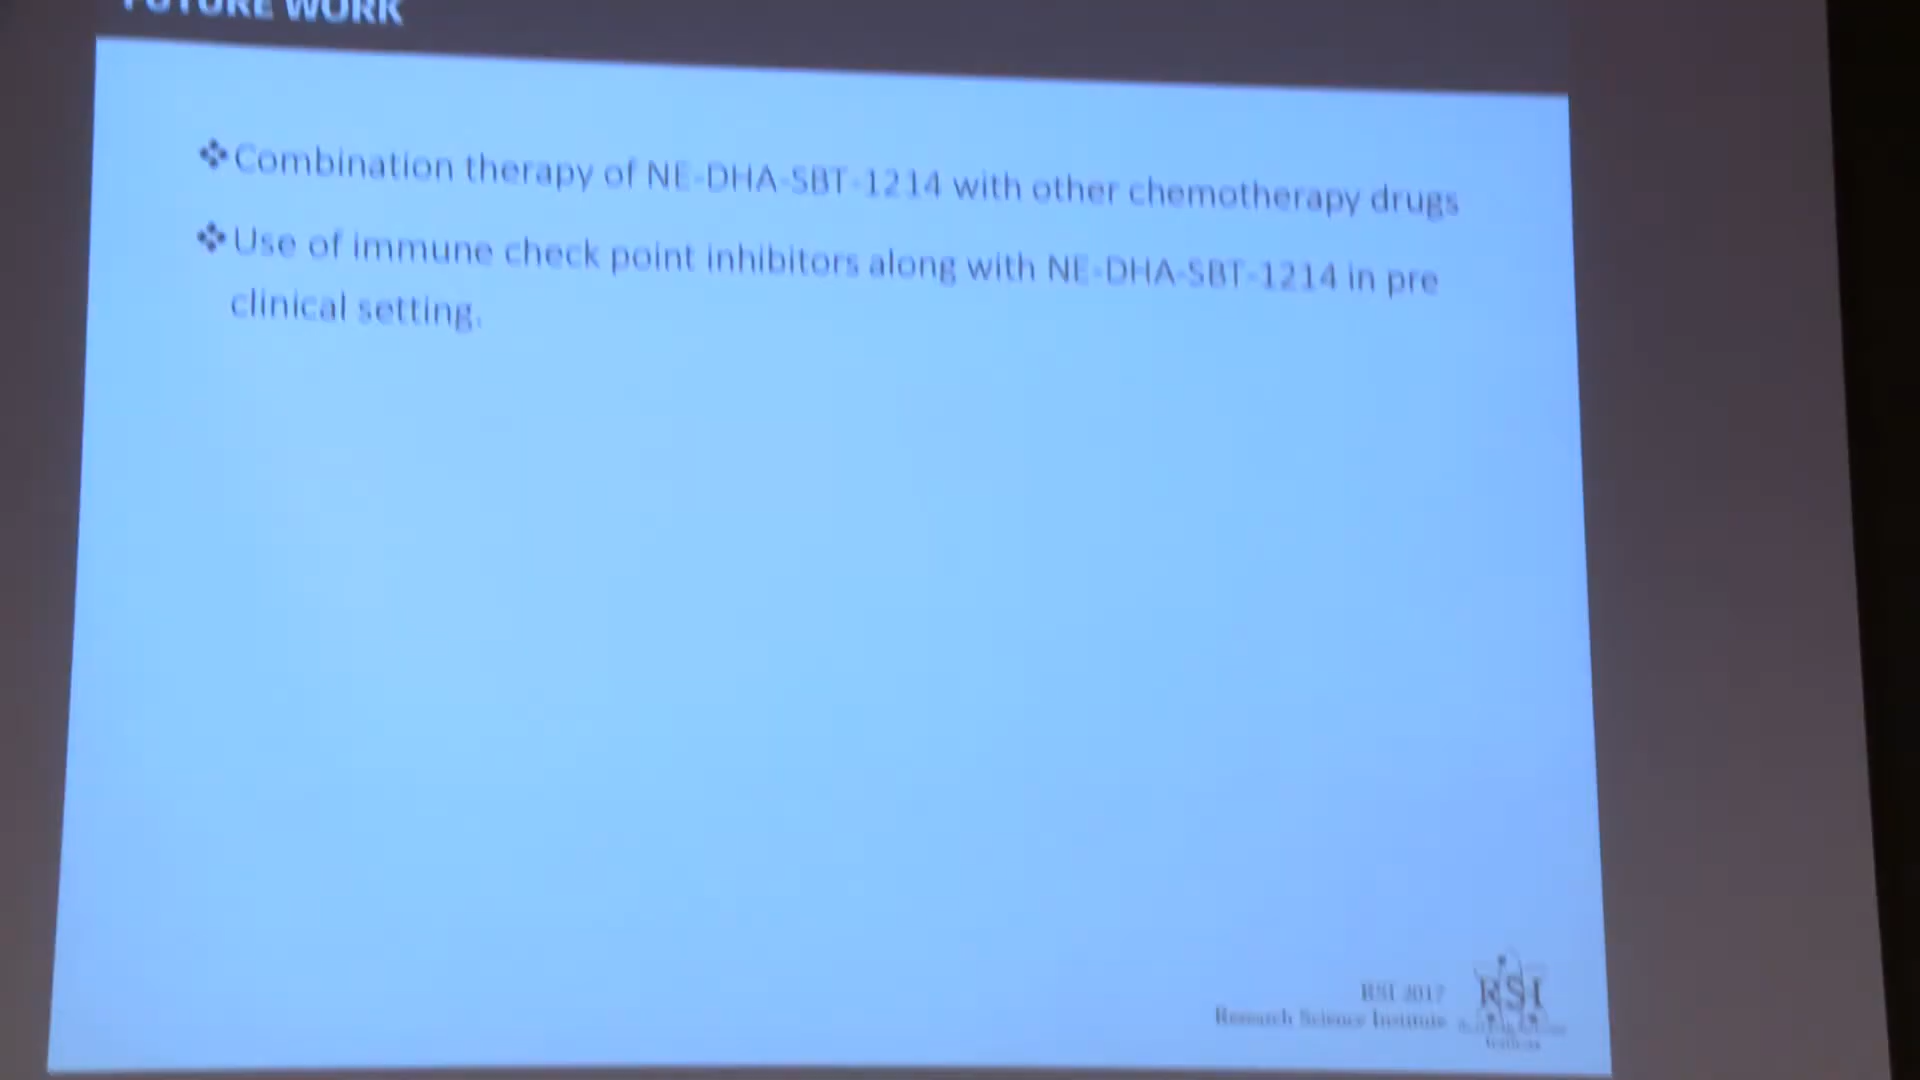 FUTURE WORK
❖Combination therapy of NE-DHA-SBT-1214 with other chemotherapy drugs
❖Use of immune check point inhibitors along with NE-DHA-SBT-1214 in pre
clinical setting.
RSI 2017
Research Science Institute
RSI
Institute